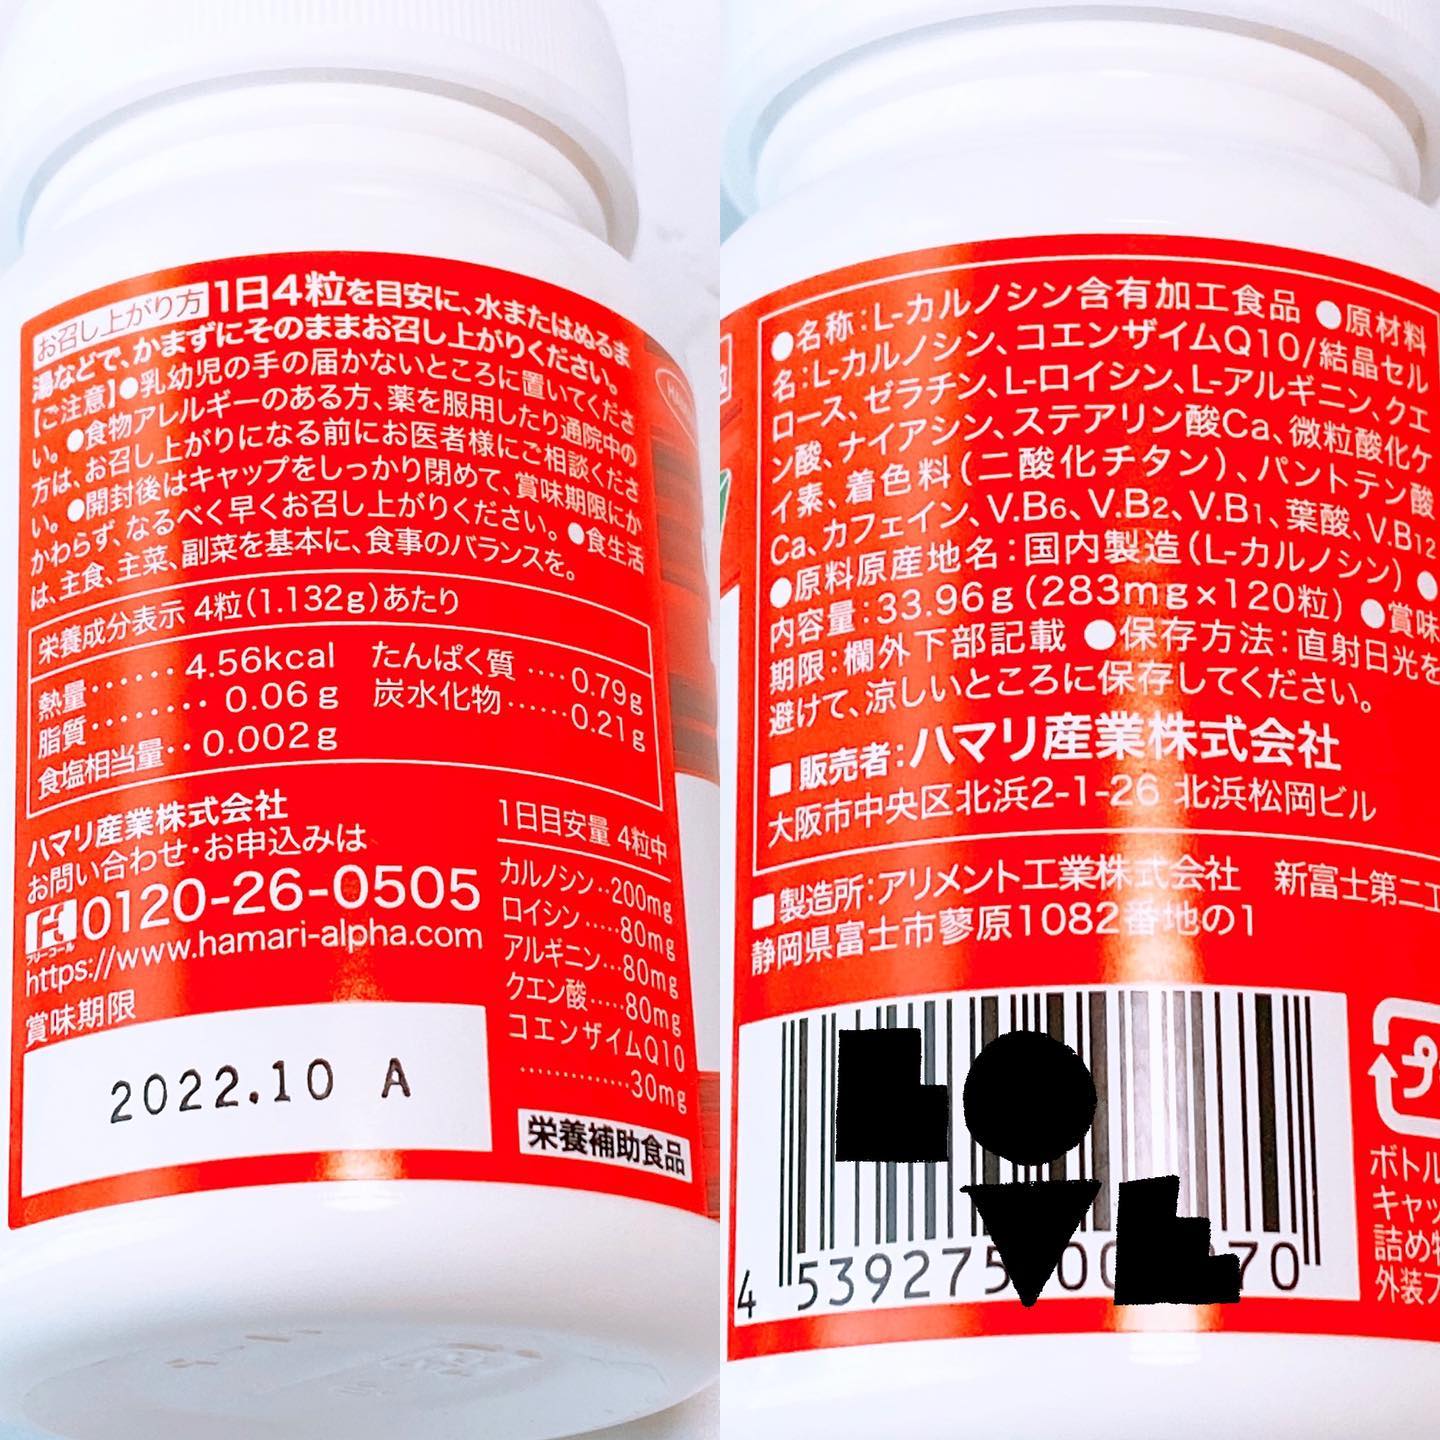 お召し上がり方 1日4粒を目安に、水またはぬるま
湯などで、かまずにそのままお召し上がりください。
【ご注意】●乳幼児の手の届かないところに置いてくださ
い。●食物アレルギーのある方、薬を服用したり通院中の
方は、お召し上がりになる前にお医者様にご相談くださ
い。●開封後はキャップをしっかり閉めて、賞味期限にか
かわらず、なるべく早くお召し上がりください。●食生活
は、主食、主菜、副菜を基本に、食事のバランスを。
栄養成分表示 4粒(1.132g)あたり
熱量‥‥‥4.56kcal たんぱく質‥‥0.79g
脂質‥‥‥‥0.06g 炭水化物‥‥‥0.21g
食塩相当量‥0.002g
ハマリ産業株式会社
お問い合わせ・お申込みは
フリーコール 0120-26-0505
https://www.hamari-alpha.com
賞味期限
2022.10 A
1日目安量 4粒中
カルノシン‥200mg
ロイシン‥‥80mg
アルギニン‥80mg
クエン酸‥‥80mg
コエンザイムQ10
‥‥‥‥‥‥30mg
栄養補助食品
●名称:L-カルノシン含有加工食品 ●原材料
名:L-カルノシン、コエンザイムQ10/結晶セル
ロース、ゼラチン、L-ロイシン、L-アルギニン、クエ
ン酸、ナイアシン、ステアリン酸Ca、微粒酸化ケ
イ素、着色料(二酸化チタン)、パントテン酸
Ca、カフェイン、V.B6、V.B2、V.B1、葉酸、V.B12
●原料原産地名:国内製造(L-カルノシン) ●
内容量:33.96g(283mg×120粒) ●賞味
期限:欄外下部記載 ●保存方法:直射日光を
避けて、涼しいところに保存してください。
■販売者:ハマリ産業株式会社
大阪市中央区北浜2-1-26 北浜松岡ビル
■製造所:アリメント工業株式会社 新富士第二工
静岡県富士市蓼原1082番地の1
LOVE
4 539275 00 70
プ
ボトル
キャッ
詰め物
外装フ